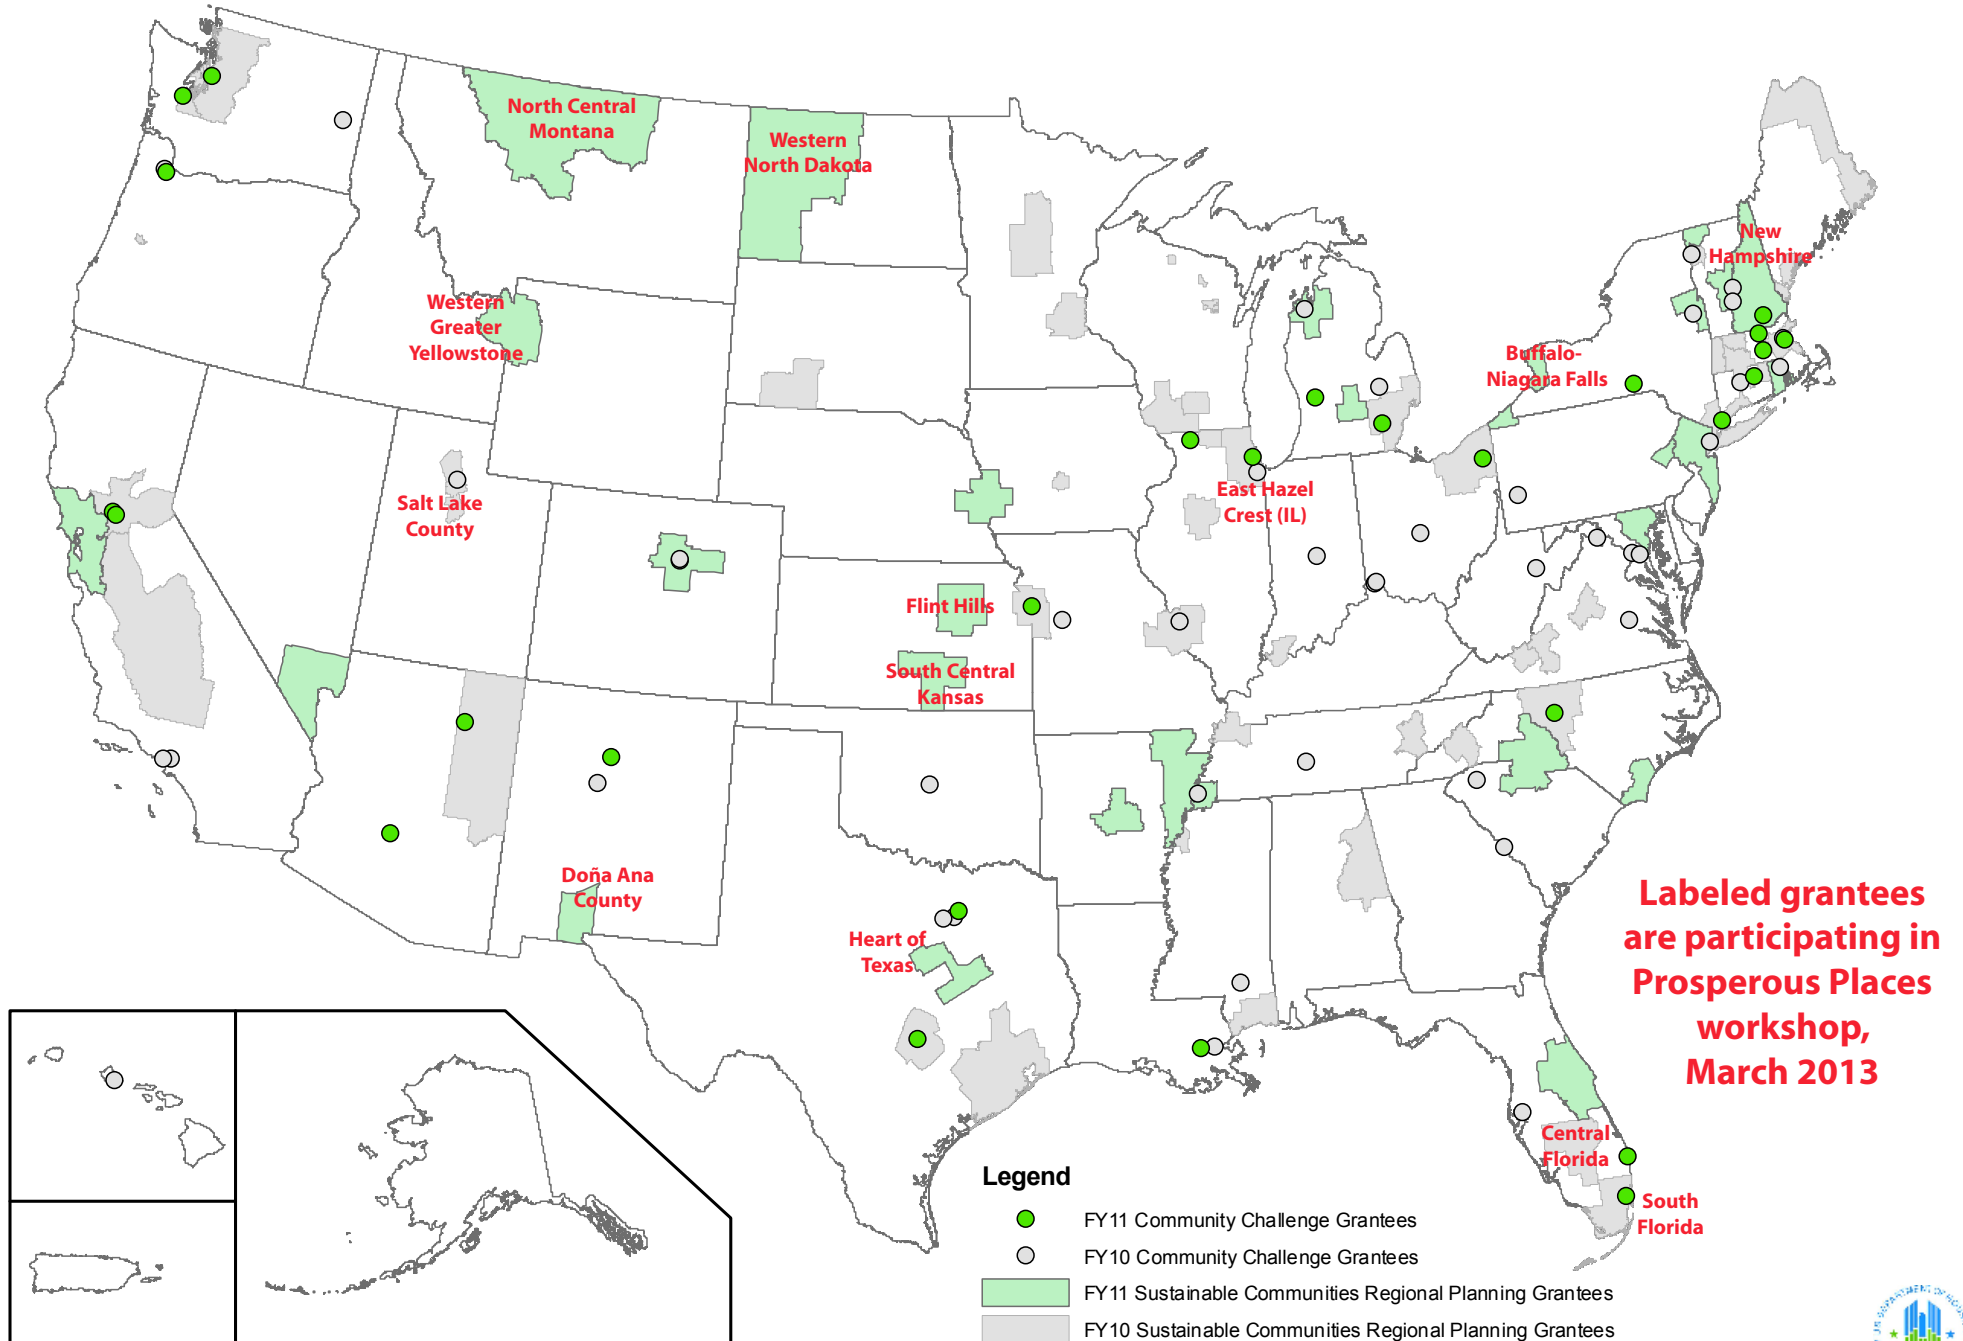 North Central
Montana
Western
North Dakota
New
Hampshire
Western
Greater
Yellowstone
Buffalo-
Niagara Falls
Salt Lake
County
East Hazel
Crest (IL)
Flint Hills
South Central
Kansas
Doña Ana
County
Heart of
Texas
Labeled grantees
are participating in
Prosperous Places
workshop,
March 2013
Central
Florida
South
Florida
Legend
FY11 Community Challenge Grantees
FY10 Community Challenge Grantees
FY11 Sustainable Communities Regional Planning Grantees
FY10 Sustainable Communities Regional Planning Grantees